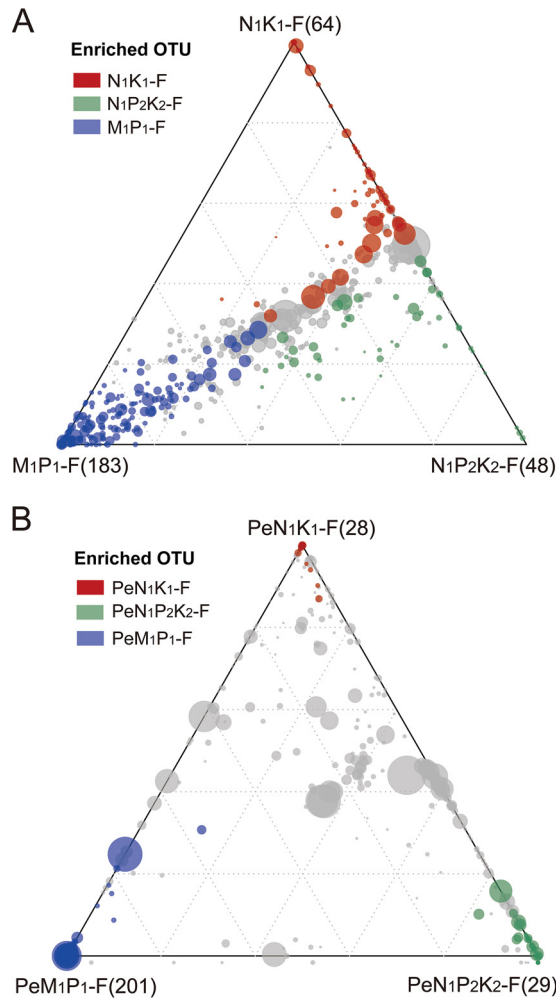 A
N1K1-F(64)
Enriched OTU
N1K1-F
N1P2K2-F
M1P1-F
M1P1-F(183)
N1P2K2-F(48)
B
PeN1K1-F(28)
Enriched OTU
PeN1K1-F
PeN1P2K2-F
PeM1P1-F
PeM1P1-F(201)
PeN1P2K2-F(29)